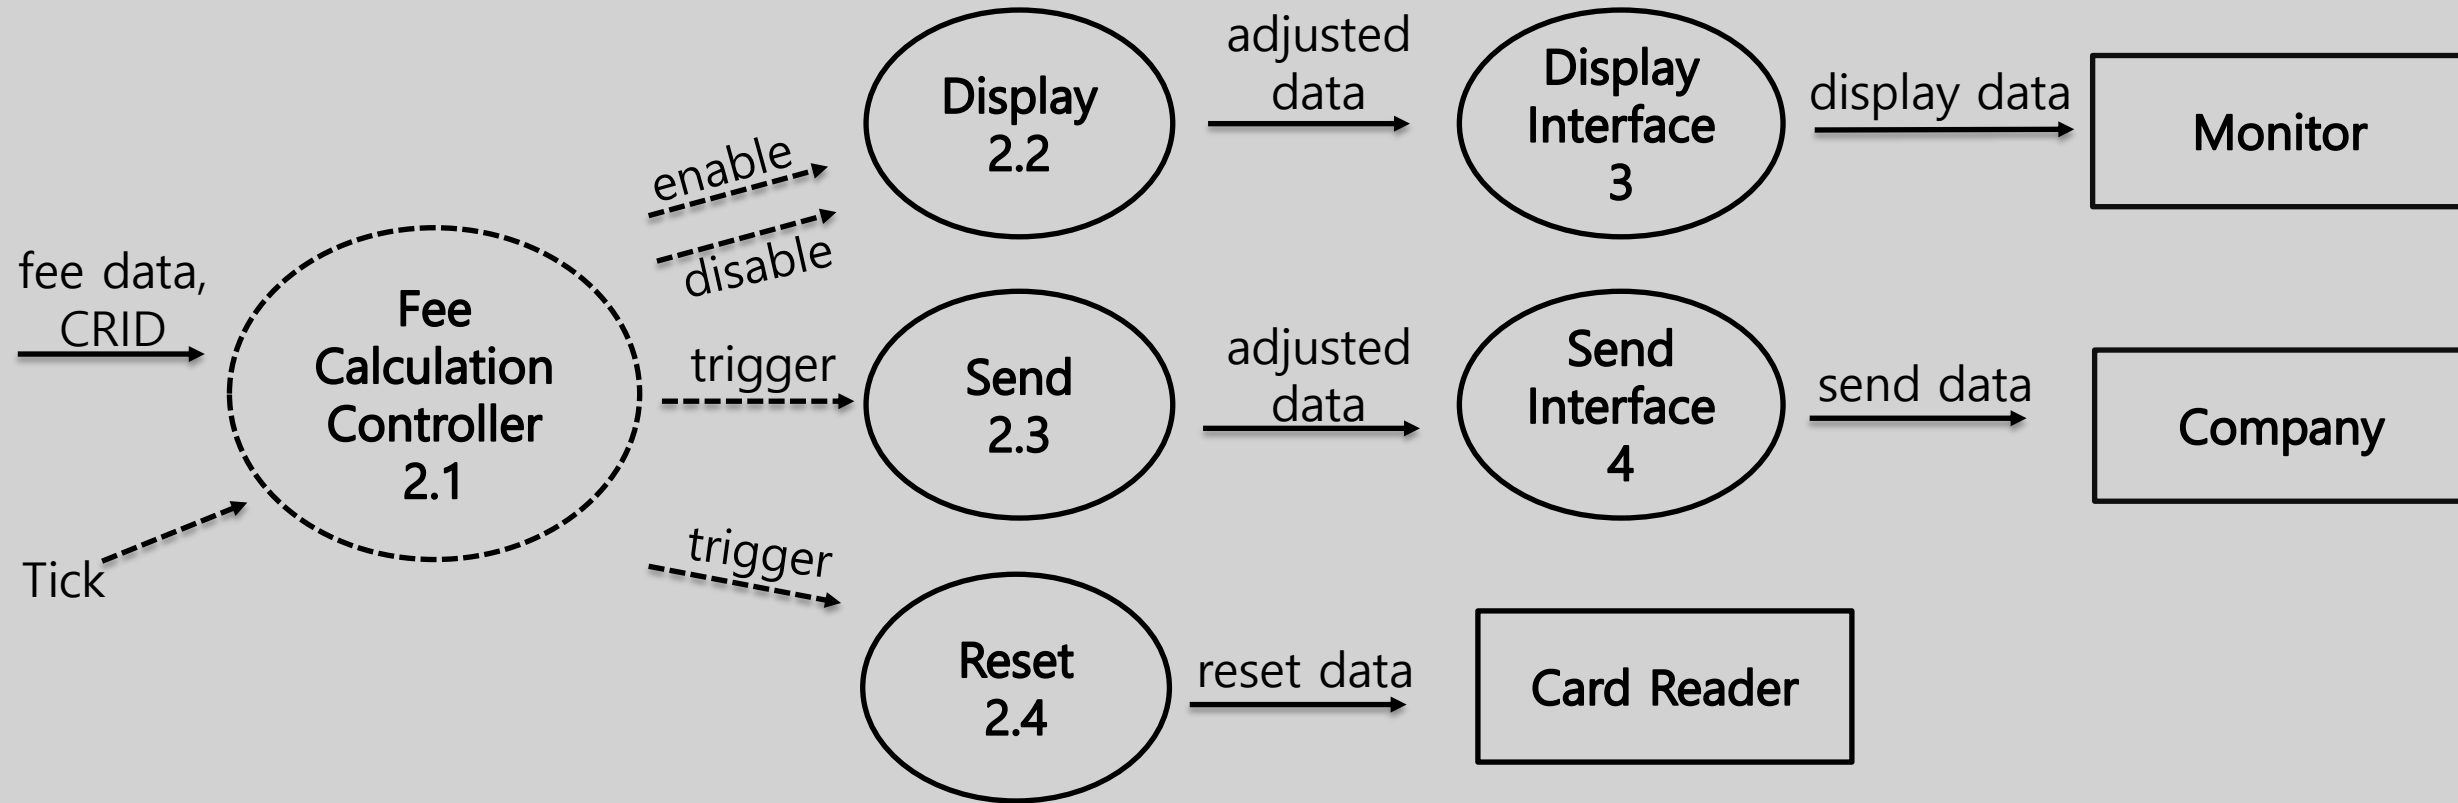 fee data,
CRID
Tick
Fee
Calculation
Controller
2.1
enable
disable
trigger
trigger
Display
2.2
adjusted
data
Display
Interface
3
display data
Monitor
Send
2.3
adjusted
data
Send
Interface
4
send data
Company
Reset
2.4
reset data
Card Reader